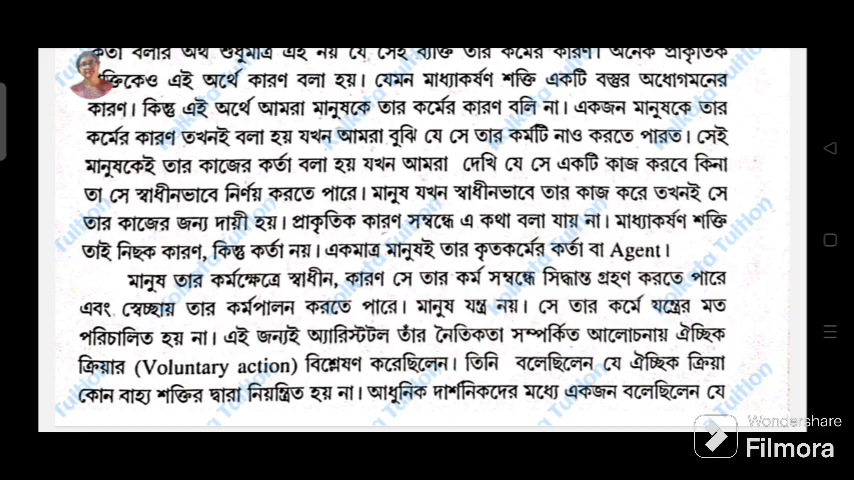 কর্তা বলার অর্থ শুধুমাত্র এই নয় যে সেই ব্যক্তি তার কর্মের কারণ। অনেক প্রাকৃতিক
এই অর্থে কারণ বলা হয়। যেমন মাধ্যাকর্ষণ শক্তি একটি বস্তুর অধোগমনের
কারণ। কিন্তু এই অর্থে আমরা মানুষকে তার কর্মের কারণ বলি না। একজন মানুষকে তার
কর্মের কারণ তখনই বলা হয় যখন আমরা বুঝি যে সে তার কর্মটি নাও করতে পারত। সেই
মানুষকেই তার কাজের কর্তা বলা হয় যখন আমরা দেখি যে সে একটি কাজ করবে কিনা
তা সে স্বাধীনভাবে নির্ণয় করতে পারে। মানুষ যখন স্বাধীনভাবে তার কাজ করে তখনই সে
তার কাজের জন্য দায়ী হয়। প্রাকৃতিক কারণ সম্বন্ধে এ কথা বলা যায় না। মাধ্যাকর্ষণ শক্তি
তাই নিছক কারণ, কিন্তু কর্তা নয়। একমাত্র মানুষই তার কৃতকর্মের কর্তা বা Agent।
মানুষ তার কর্মক্ষেত্রে স্বাধীন, কারণ সে তার কর্ম সম্বন্ধে সিদ্ধান্ত গ্রহণ করতে পারে
এবং স্বেচ্ছায় তার কর্মপালন করতে পারে। মানুষ যন্ত্র নয়। সে তার কর্মে যন্ত্রের মত
পরিচালিত হয় না। এই জন্যই অ্যারিস্টটল তাঁর নৈতিকতা সম্পর্কিত আলোচনায় ঐচ্ছিক
ক্রিয়ার (Voluntary action) বিশ্লেষণ করেছিলেন। তিনি বলেছিলেন যে ঐচ্ছিক ক্রিয়া
কোন বাহ্য শক্তির দ্বারা নিয়ন্ত্রিত হয় না। আধুনিক দার্শনিকদের মধ্যে একজন বলেছিলেন যে
Wondershare
Filmora